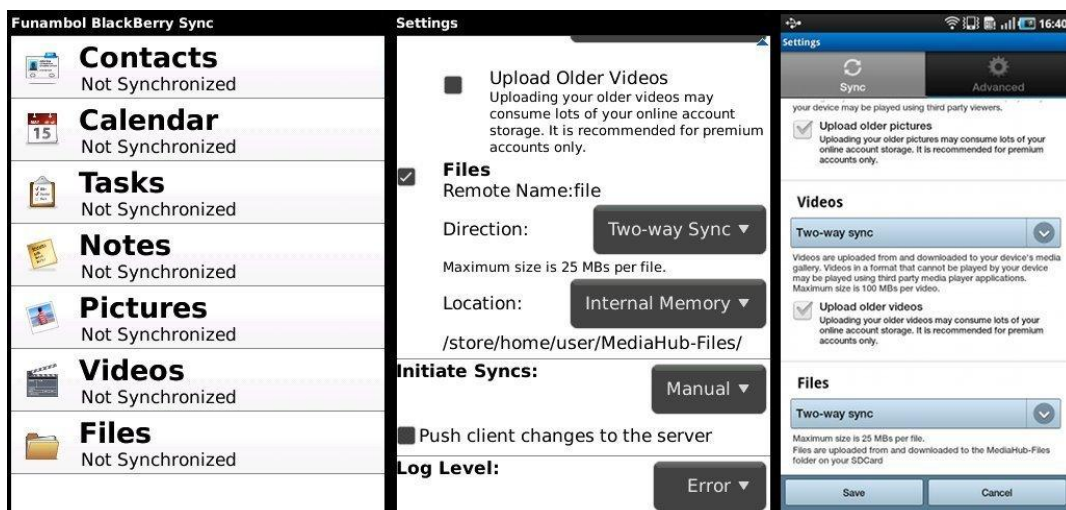 Funambol BlackBerry Sync
Contacts
Not Synchronized
Calendar
Not Synchronized
15
Tasks
Not Synchronized
Notes
Not Synchronized
Pictures
Not Synchronized
Videos
Not Synchronized
Files
Not Synchronized
Settings
Upload Older Videos
Uploading your older videos may
consume lots of your online account
storage. It is recommended for premium
accounts only.
Files
Remote Name:file
Direction:
Two-way Sync
Maximum size is 25 MBs per file.
Location:
Internal Memory
/store/home/user/MediaHub-Files/
Initiate Syncs:
Manual
Push client changes to the server
Log Level:
Error
16:40
Settings
Sync
Advanced
your device may be played using third party viewers.
Upload older pictures
Uploading your older pictures may consume lots of your
online account storage. It is recommended for premium
accounts only.
Videos
Two-way sync
Videos are uploaded from and downloaded to your device's media
gallery. Videos in a format that cannot be played by your device
may be played using third party media player applications.
Maximum size is 100 MBs per video.
Upload older videos
Uploading your older videos may consume lots of your
online account storage. It is recommended for premium
accounts only.
Files
Two-way sync
Maximum size is 25 MBs per file.
Files are uploaded from and downloaded to the MediaHub-Files
folder on your SDCard
Save
Cancel